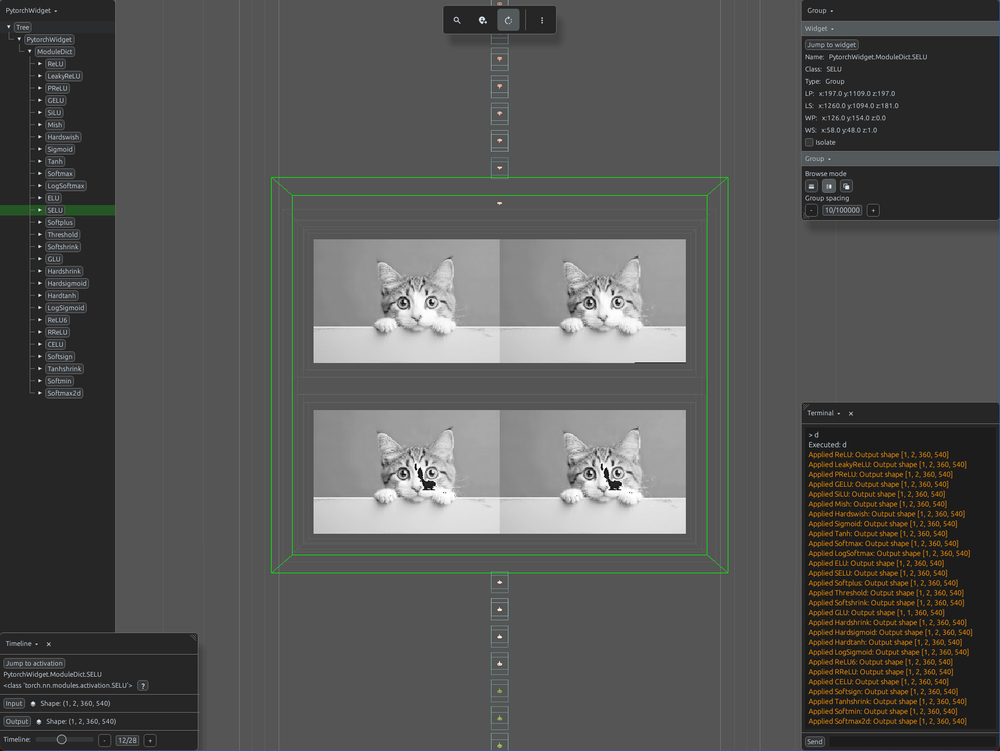 PytorchWidget
Tree
PytorchWidget
ModuleDict
ReLU
LeakyReLU
PReLU
GELU
SiLU
Mish
Hardswish
Sigmoid
Tanh
Softmax
LogSoftmax
ELU
SELU
Softplus
Threshold
Softshrink
GLU
Hardshrink
Hardsigmoid
Hardtanh
LogSigmoid
ReLU6
RReLU
CELU
Softsign
Tanhshrink
Softmin
Softmax2d
Timeline
Jump to activation
PytorchWidget.ModuleDict.SELU
<class 'torch.nn.modules.activation.SELU'> ?
Input Shape: (1, 2, 360, 540)
Output Shape: (1, 2, 360, 540)
Timeline: - 12/28 +
Group
Widget
Jump to widget
Name: PytorchWidget.ModuleDict.SELU
Class: SELU
Type: Group
LP: x:197.0 y:1109.0 z:197.0
LS: x:1260.0 y:1094.0 z:181.0
WP: x:126.0 y:154.0 z:0.0
WS: x:58.0 y:48.0 z:1.0
Isolate
Group
Browse mode
Group spacing
- 10/100000 +
Terminal
> d
Executed: d
Applied ReLU: Output shape [1, 2, 360, 540]
Applied LeakyReLU: Output shape [1, 2, 360, 540]
Applied PReLU: Output shape [1, 2, 360, 540]
Applied GELU: Output shape [1, 2, 360, 540]
Applied SiLU: Output shape [1, 2, 360, 540]
Applied Mish: Output shape [1, 2, 360, 540]
Applied Hardswish: Output shape [1, 2, 360, 540]
Applied Sigmoid: Output shape [1, 2, 360, 540]
Applied Tanh: Output shape [1, 2, 360, 540]
Applied Softmax: Output shape [1, 2, 360, 540]
Applied LogSoftmax: Output shape [1, 2, 360, 540]
Applied ELU: Output shape [1, 2, 360, 540]
Applied SELU: Output shape [1, 2, 360, 540]
Applied Softplus: Output shape [1, 2, 360, 540]
Applied Threshold: Output shape [1, 2, 360, 540]
Applied Softshrink: Output shape [1, 2, 360, 540]
Applied GLU: Output shape [1, 1, 360, 540]
Applied Hardshrink: Output shape [1, 2, 360, 540]
Applied Hardsigmoid: Output shape [1, 2, 360, 540]
Applied Hardtanh: Output shape [1, 2, 360, 540]
Applied LogSigmoid: Output shape [1, 2, 360, 540]
Applied ReLU6: Output shape [1, 2, 360, 540]
Applied RReLU: Output shape [1, 2, 360, 540]
Applied CELU: Output shape [1, 2, 360, 540]
Applied Softsign: Output shape [1, 2, 360, 540]
Applied Tanhshrink: Output shape [1, 2, 360, 540]
Applied Softmin: Output shape [1, 2, 360, 540]
Applied Softmax2d: Output shape [1, 2, 360, 540]
Send